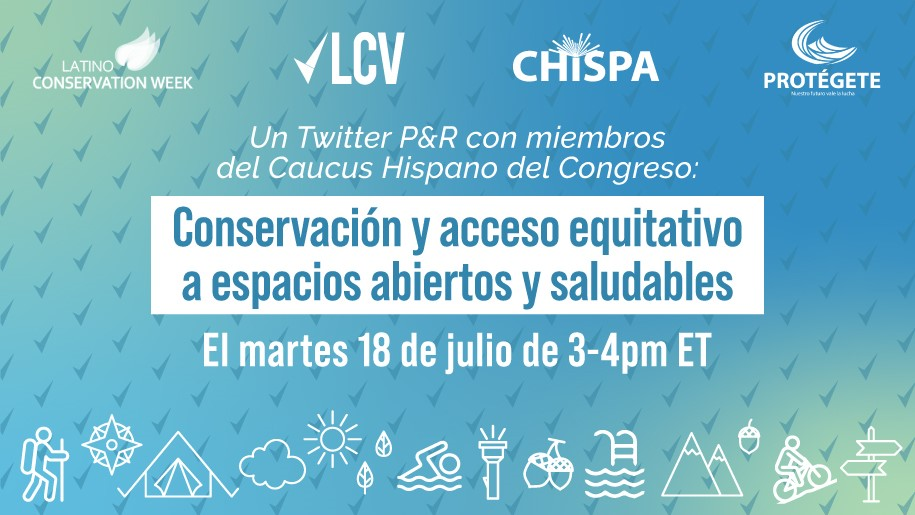 LATINO
CONSERVATION WEEK
LCV
CHISPA
PROTÉGETE
Nuestro futuro vale la lucha
Un Twitter P&R con miembros
del Caucus Hispano del Congreso:
Conservación y acceso equitativo
a espacios abiertos y saludables
El martes 18 de julio de 3-4pm ET